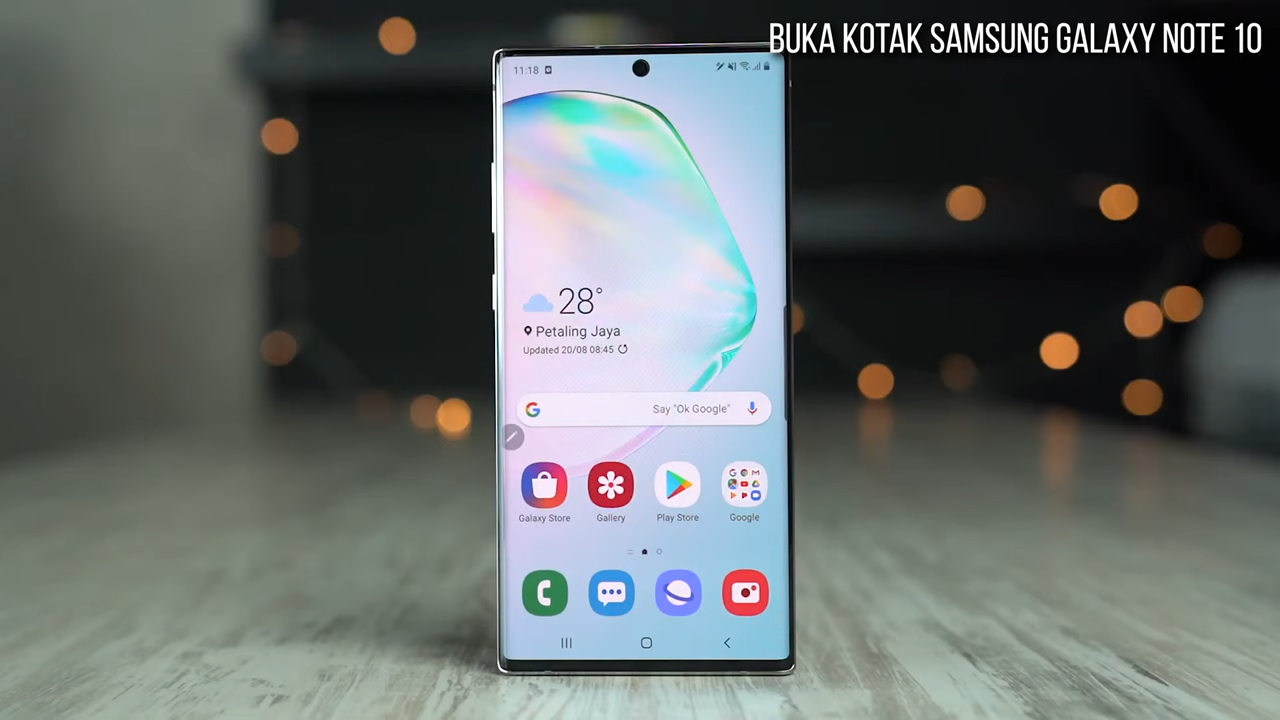 BUKA KOTAK SAMSUNG GALAXY NOTE 10
11:18
28°
Petaling Jaya
Updated 20/08 08:45
G Say "Ok Google"
Galaxy Store Gallery Play Store Google